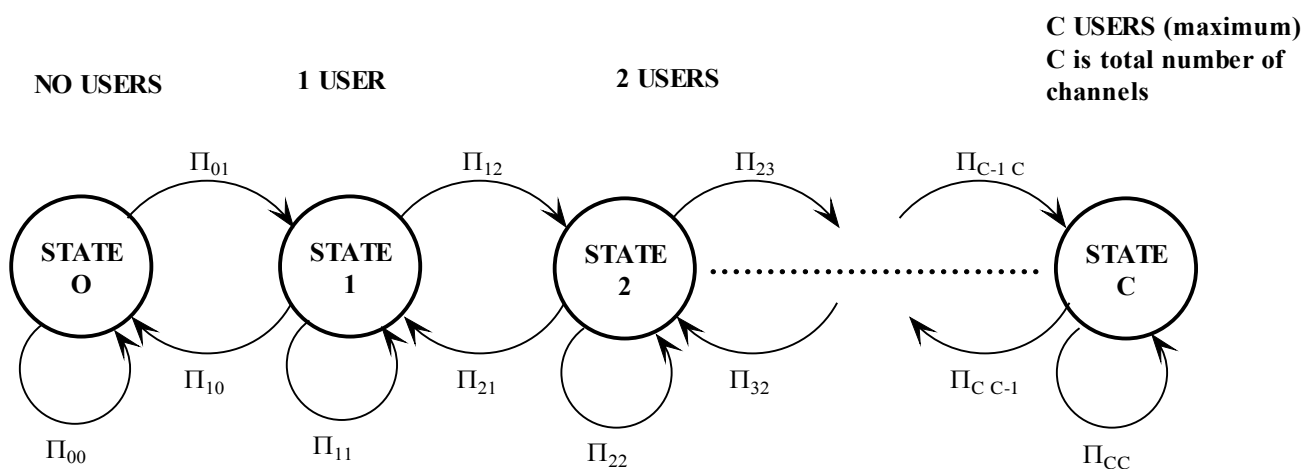 C USERS (maximum)
C is total number of
channels
NO USERS
1 USER
2 USERS
Π01
Π12
Π23
ΠC-1 C
STATE
O
STATE
1
STATE
2
STATE
C
Π10
Π21
Π32
ΠC C-1
Π00
Π11
Π22
ΠCC